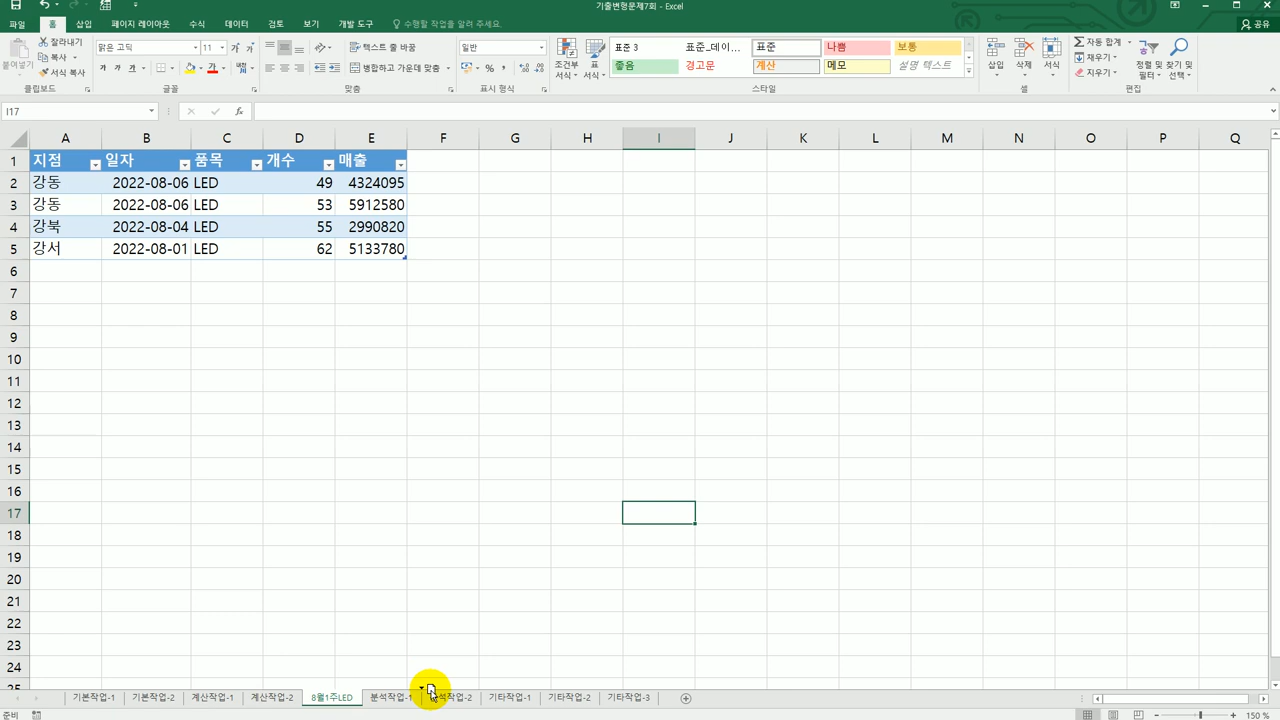 기출변형문제7회 - Excel
파일 홈 삽입 페이지 레이아웃 수식 데이터 검토 보기 개발 도구 수행할 작업을 알려 주세요. 공유
붙여넣기 잘라내기 복사 서식 복사 클립보드
맑은 고딕 11 가 가 가 글꼴
텍스트 줄 바꿈 병합하고 가운데 맞춤 맞춤
일반 % 표시 형식
조건부 서식 표 서식
표준 3 표준_데이... 표준 나쁨 보통
좋음 경고문 계산 메모 설명 텍스트
스타일
삽입 삭제 서식 셀
자동 합계 채우기 지우기 정렬 및 필터 찾기 및 선택 편집
I17 fx
A B C D E F G H I J K L M N O P Q
1 지점 일자 품목 개수 매출
2 강동 2022-08-06 LED 49 4324095
3 강동 2022-08-06 LED 53 5912580
4 강북 2022-08-04 LED 55 2990820
5 강서 2022-08-01 LED 62 5133780
6
7
8
9
10
11
12
13
14
15
16
17
18
19
20
21
22
23
24
25
기본작업-1 기본작업-2 계산작업-1 계산작업-2 8월1주LED 분석작업-1 기타작업-1 기타작업-2 기타작업-3
준비 150 %